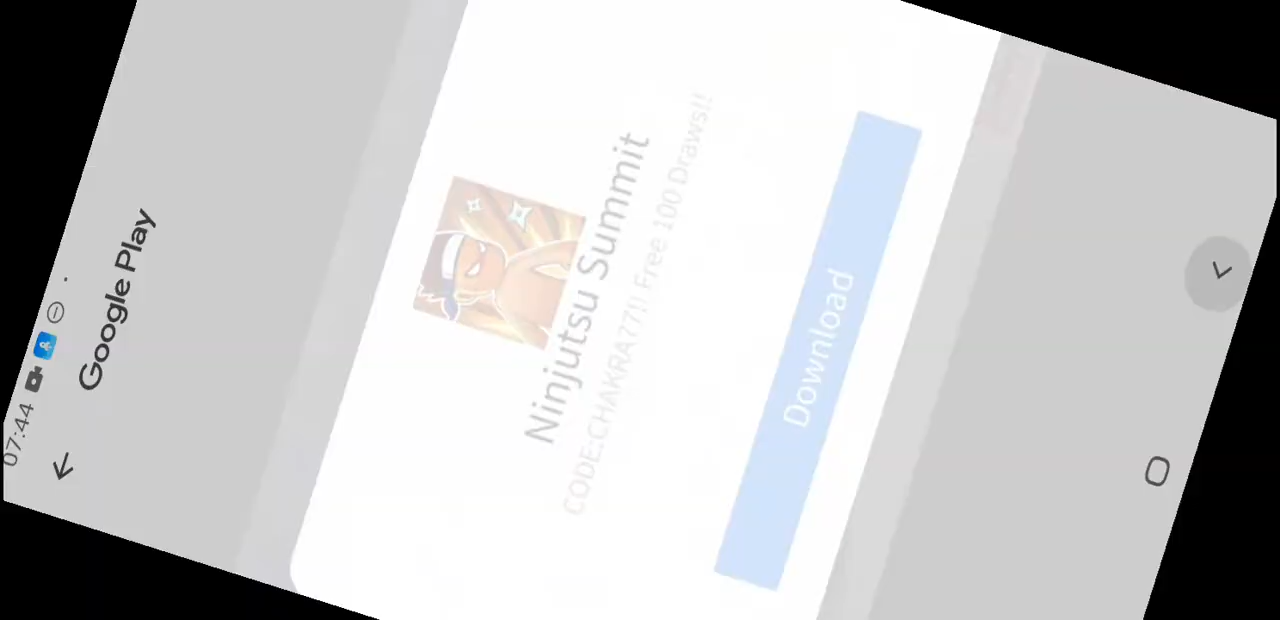 07:44
Google Play
Ninjutsu Summit
CODE:CHAKRA77!! Free 100 Draws!!
Download